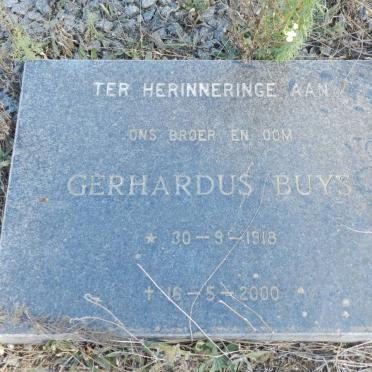 TER HERINNERINGE AAN
ONS BROER EN OOM
GERHARDUS BUYS
* 30-9-1918
† 16-5-2000